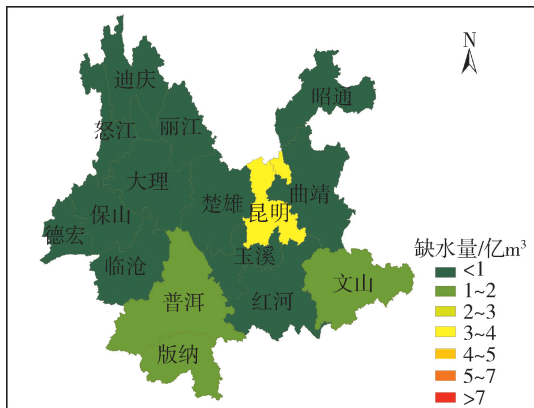 N
迪庆
昭通
怒江
丽江
大理
楚雄
昆明
曲靖
保山
德宏
临沧
玉溪
普洱
红河
文山
版纳
缺水量/亿m³
<1
1~2
2~3
3~4
4~5
5~7
>7